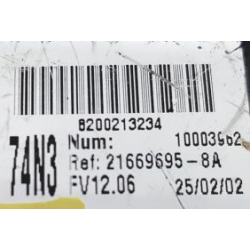 8200213234
74N3
Num: 10003962
Ref: 21669695-8A
FV12.06 25/02/02